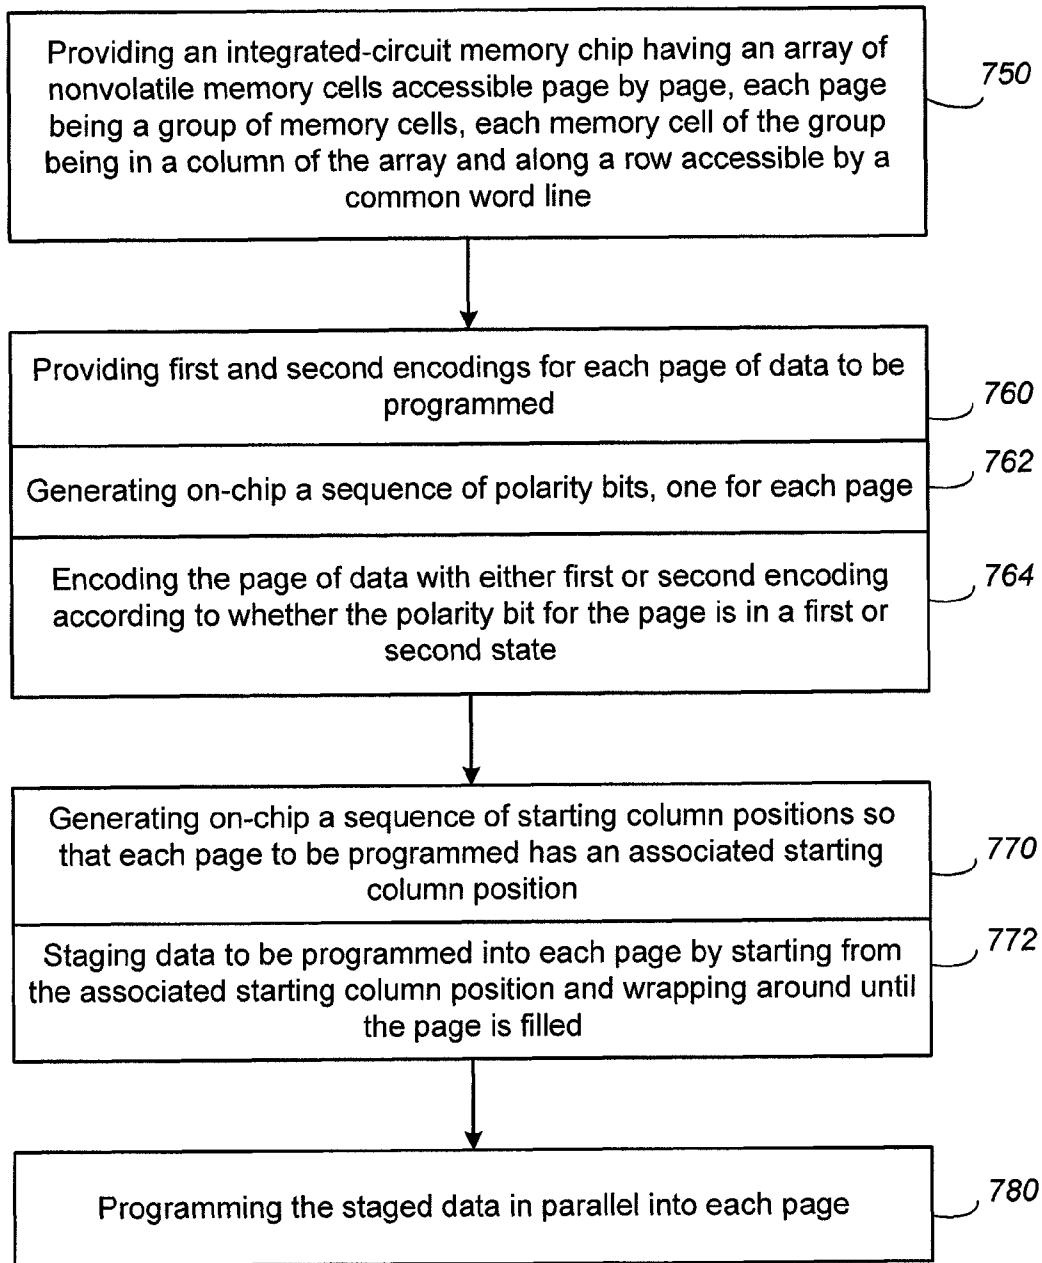 Providing an integrated-circuit memory chip having an array of
nonvolatile memory cells accessible page by page, each page
being a group of memory cells, each memory cell of the group
being in a column of the array and along a row accessible by a
common word line
750
Providing first and second encodings for each page of data to be
programmed
760
Generating on-chip a sequence of polarity bits, one for each page
762
Encoding the page of data with either first or second encoding
according to whether the polarity bit for the page is in a first or
second state
764
Generating on-chip a sequence of starting column positions so
that each page to be programmed has an associated starting
column position
770
Staging data to be programmed into each page by starting from
the associated starting column position and wrapping around until
the page is filled
772
Programming the staged data in parallel into each page
780